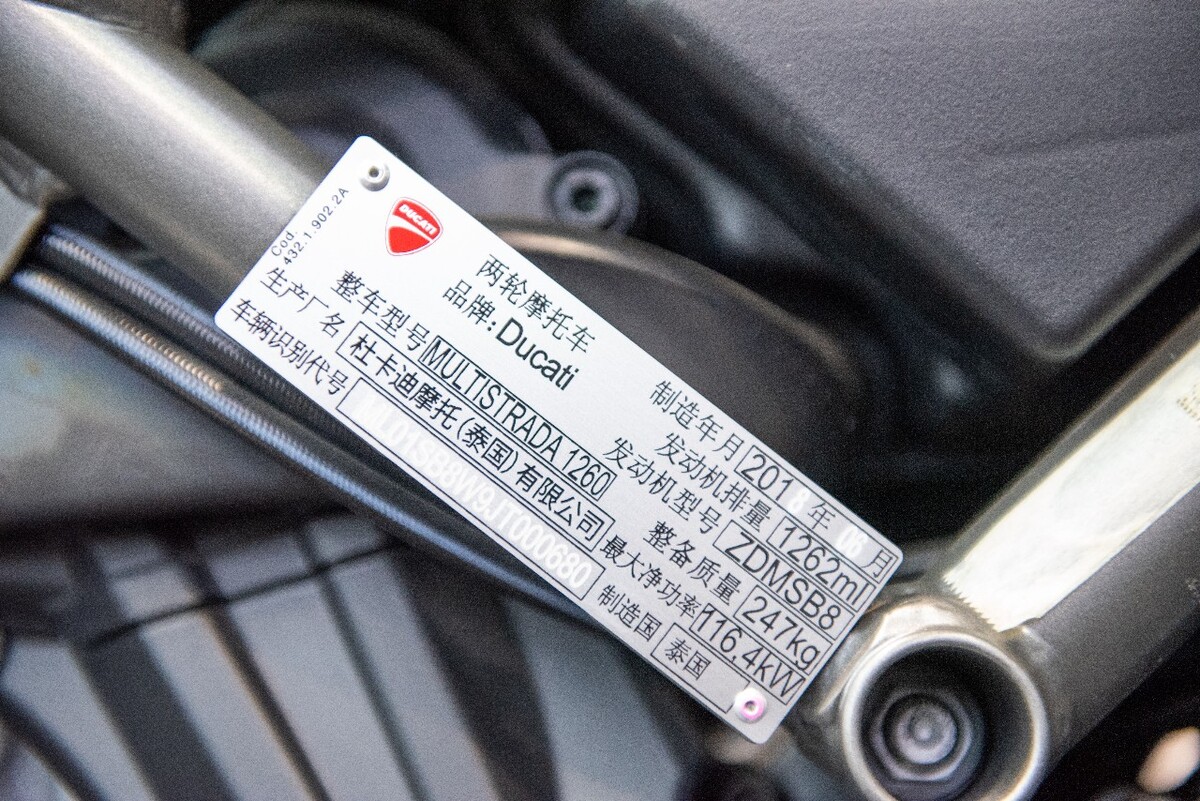 Cod.
432.1.902.2A
DUCATI
两轮摩托车
品牌:Ducati
整车型号 MULTISTRADA 1260
生产厂名 杜卡迪摩托(泰国)有限公司
车辆识别代号 ML01SB8W9JT000680
制造年月 2018年 06月
发动机排量 1262ml
发动机型号 ZDMSB8
整备质量 247kg
最大净功率 116.4kW
制造国 泰国